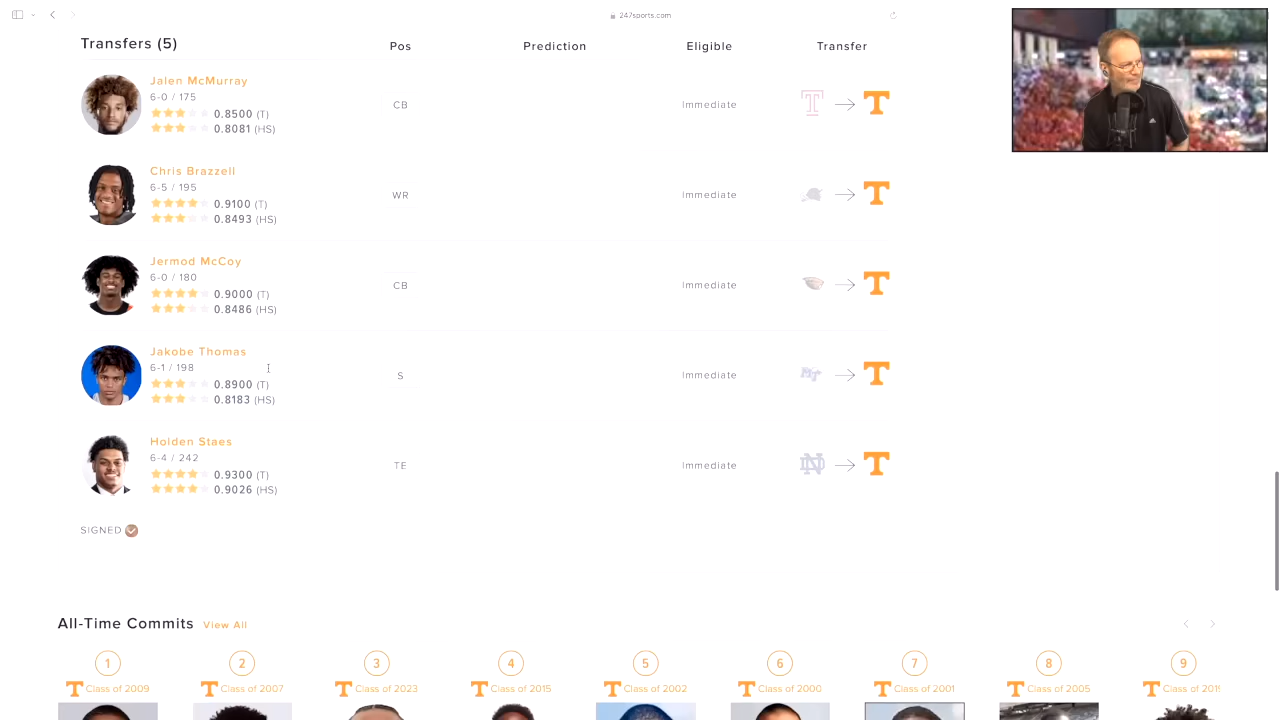 247sports.com
Transfers (5)
Pos
Prediction
Eligible
Transfer
Jalen McMurray
6-0 / 175
0.8500 (T)
0.8081 (HS)
CB
Immediate
T
T
Chris Brazzell
6-5 / 195
0.9100 (T)
0.8493 (HS)
WR
Immediate
T
Jermod McCoy
6-0 / 180
0.9000 (T)
0.8486 (HS)
CB
Immediate
T
Jakobe Thomas
6-1 / 198
0.8900 (T)
0.8183 (HS)
S
Immediate
MT
T
Holden Staes
6-4 / 242
0.9300 (T)
0.9026 (HS)
TE
Immediate
ND
T
SIGNED
All-Time Commits View All
1
2
3
4
5
6
7
8
9
T Class of 2009
T Class of 2007
T Class of 2023
T Class of 2015
T Class of 2002
T Class of 2000
T Class of 2001
T Class of 2005
T Class of 201